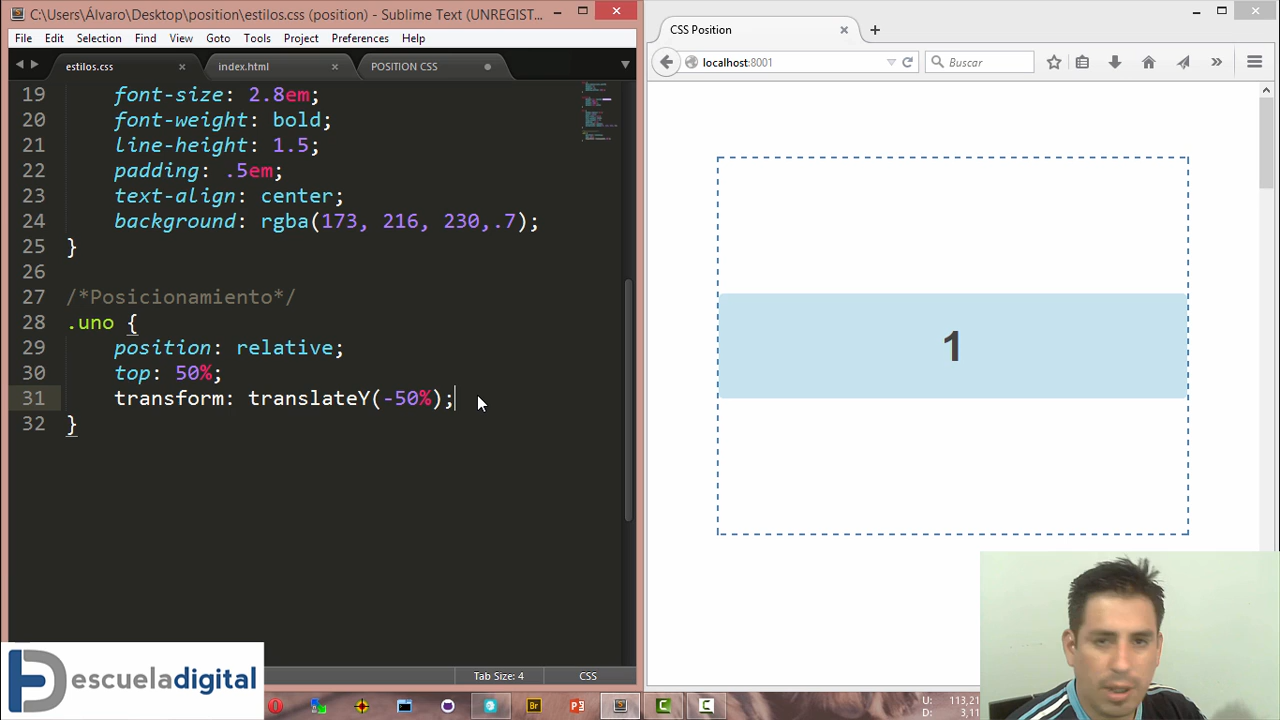 C:\Users\Álvaro\Desktop\position\estilos.css (position) - Sublime Text (UNREGIST...
File Edit Selection Find View Goto Tools Project Preferences Help
estilos.css index.html POSITION CSS
19 font-size: 2.8em;
20 font-weight: bold;
21 line-height: 1.5;
22 padding: .5em;
23 text-align: center;
24 background: rgba(173, 216, 230,.7);
25 }
26
27 /*Posicionamiento*/
28 .uno {
29 position: relative;
30 top: 50%;
31 transform: translateY(-50%);
32 }
Tab Size: 4 CSS
escueladigital
CSS Position
localhost:8001
Buscar
1
U: 113,21
D: 3,11